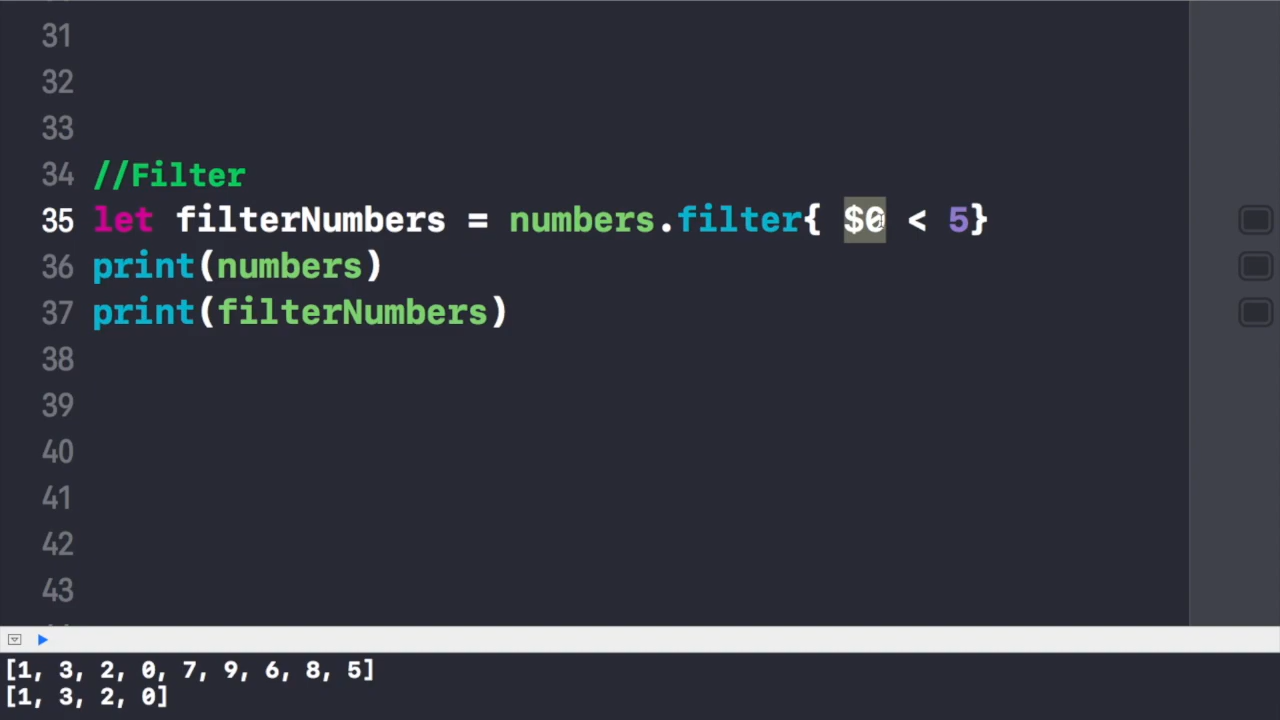 31
32
33
34 //Filter
35 let filterNumbers = numbers.filter{ $0 < 5}
36 print(numbers)
37 print(filterNumbers)
38
39
40
41
42
43
[1, 3, 2, 0, 7, 9, 6, 8, 5]
[1, 3, 2, 0]